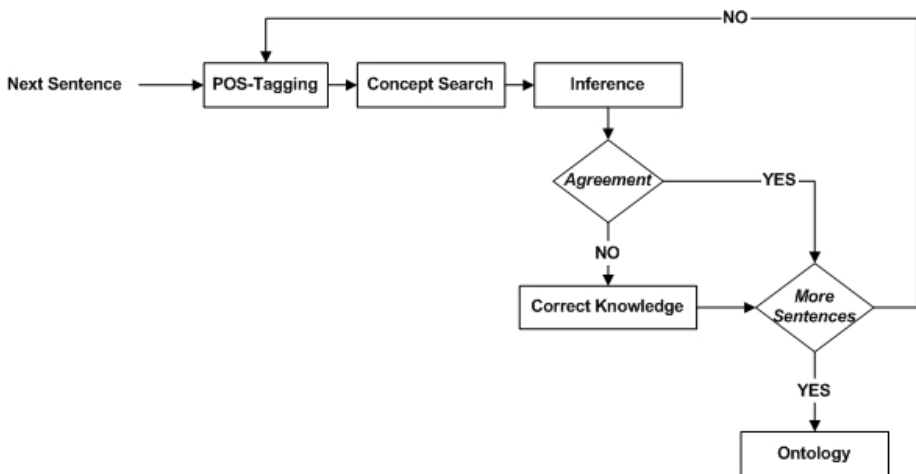 NO
Next Sentence
POS-Tagging
Concept Search
Inference
Agreement
YES
NO
Correct Knowledge
More
Sentences
YES
Ontology